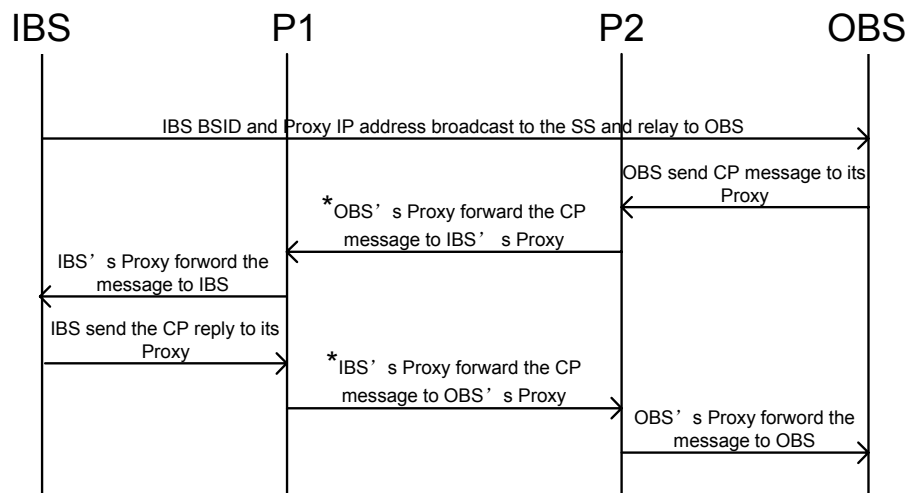 IBS P1 P2 OBS
IBS BSID and Proxy IP address broadcast to the SS and relay to OBS
OBS send CP message to its
Proxy
*OBS’s Proxy forward the CP
message to IBS’s Proxy
IBS’s Proxy forword the
message to IBS
IBS send the CP reply to its
Proxy
*IBS’s Proxy forward the CP
message to OBS’s Proxy
OBS’s Proxy forword the
message to OBS